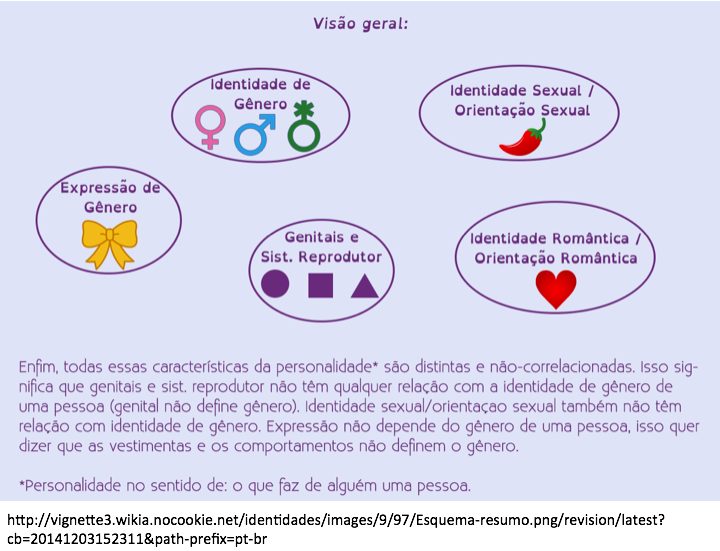 Visão geral:
Identidade de
Gênero
Identidade Sexual /
Orientação Sexual
Expressão de
Gênero
Genitais e
Sist. Reprodutor
Identidade Romântica /
Orientação Romântica
Enfim, todas essas características da personalidade* são distintas e não-correlacionadas. Isso sig-
nifica que genitais e sist. reprodutor não têm qualquer relação com a identidade de gênero de
uma pessoa (genital não define gênero). Identidade sexual/orientaçao sexual também não têm
relação com identidade de gênero. Expressão não depende do gênero de uma pessoa, isso quer
dizer que as vestimentas e os comportamentos não definem o gênero.
*Personalidade no sentido de: o que faz de alguém uma pessoa.
http://vignette3.wikia.nocookie.net/identidades/images/9/97/Esquema-resumo.png/revision/latest?
cb=20141203152311&path-prefix=pt-br